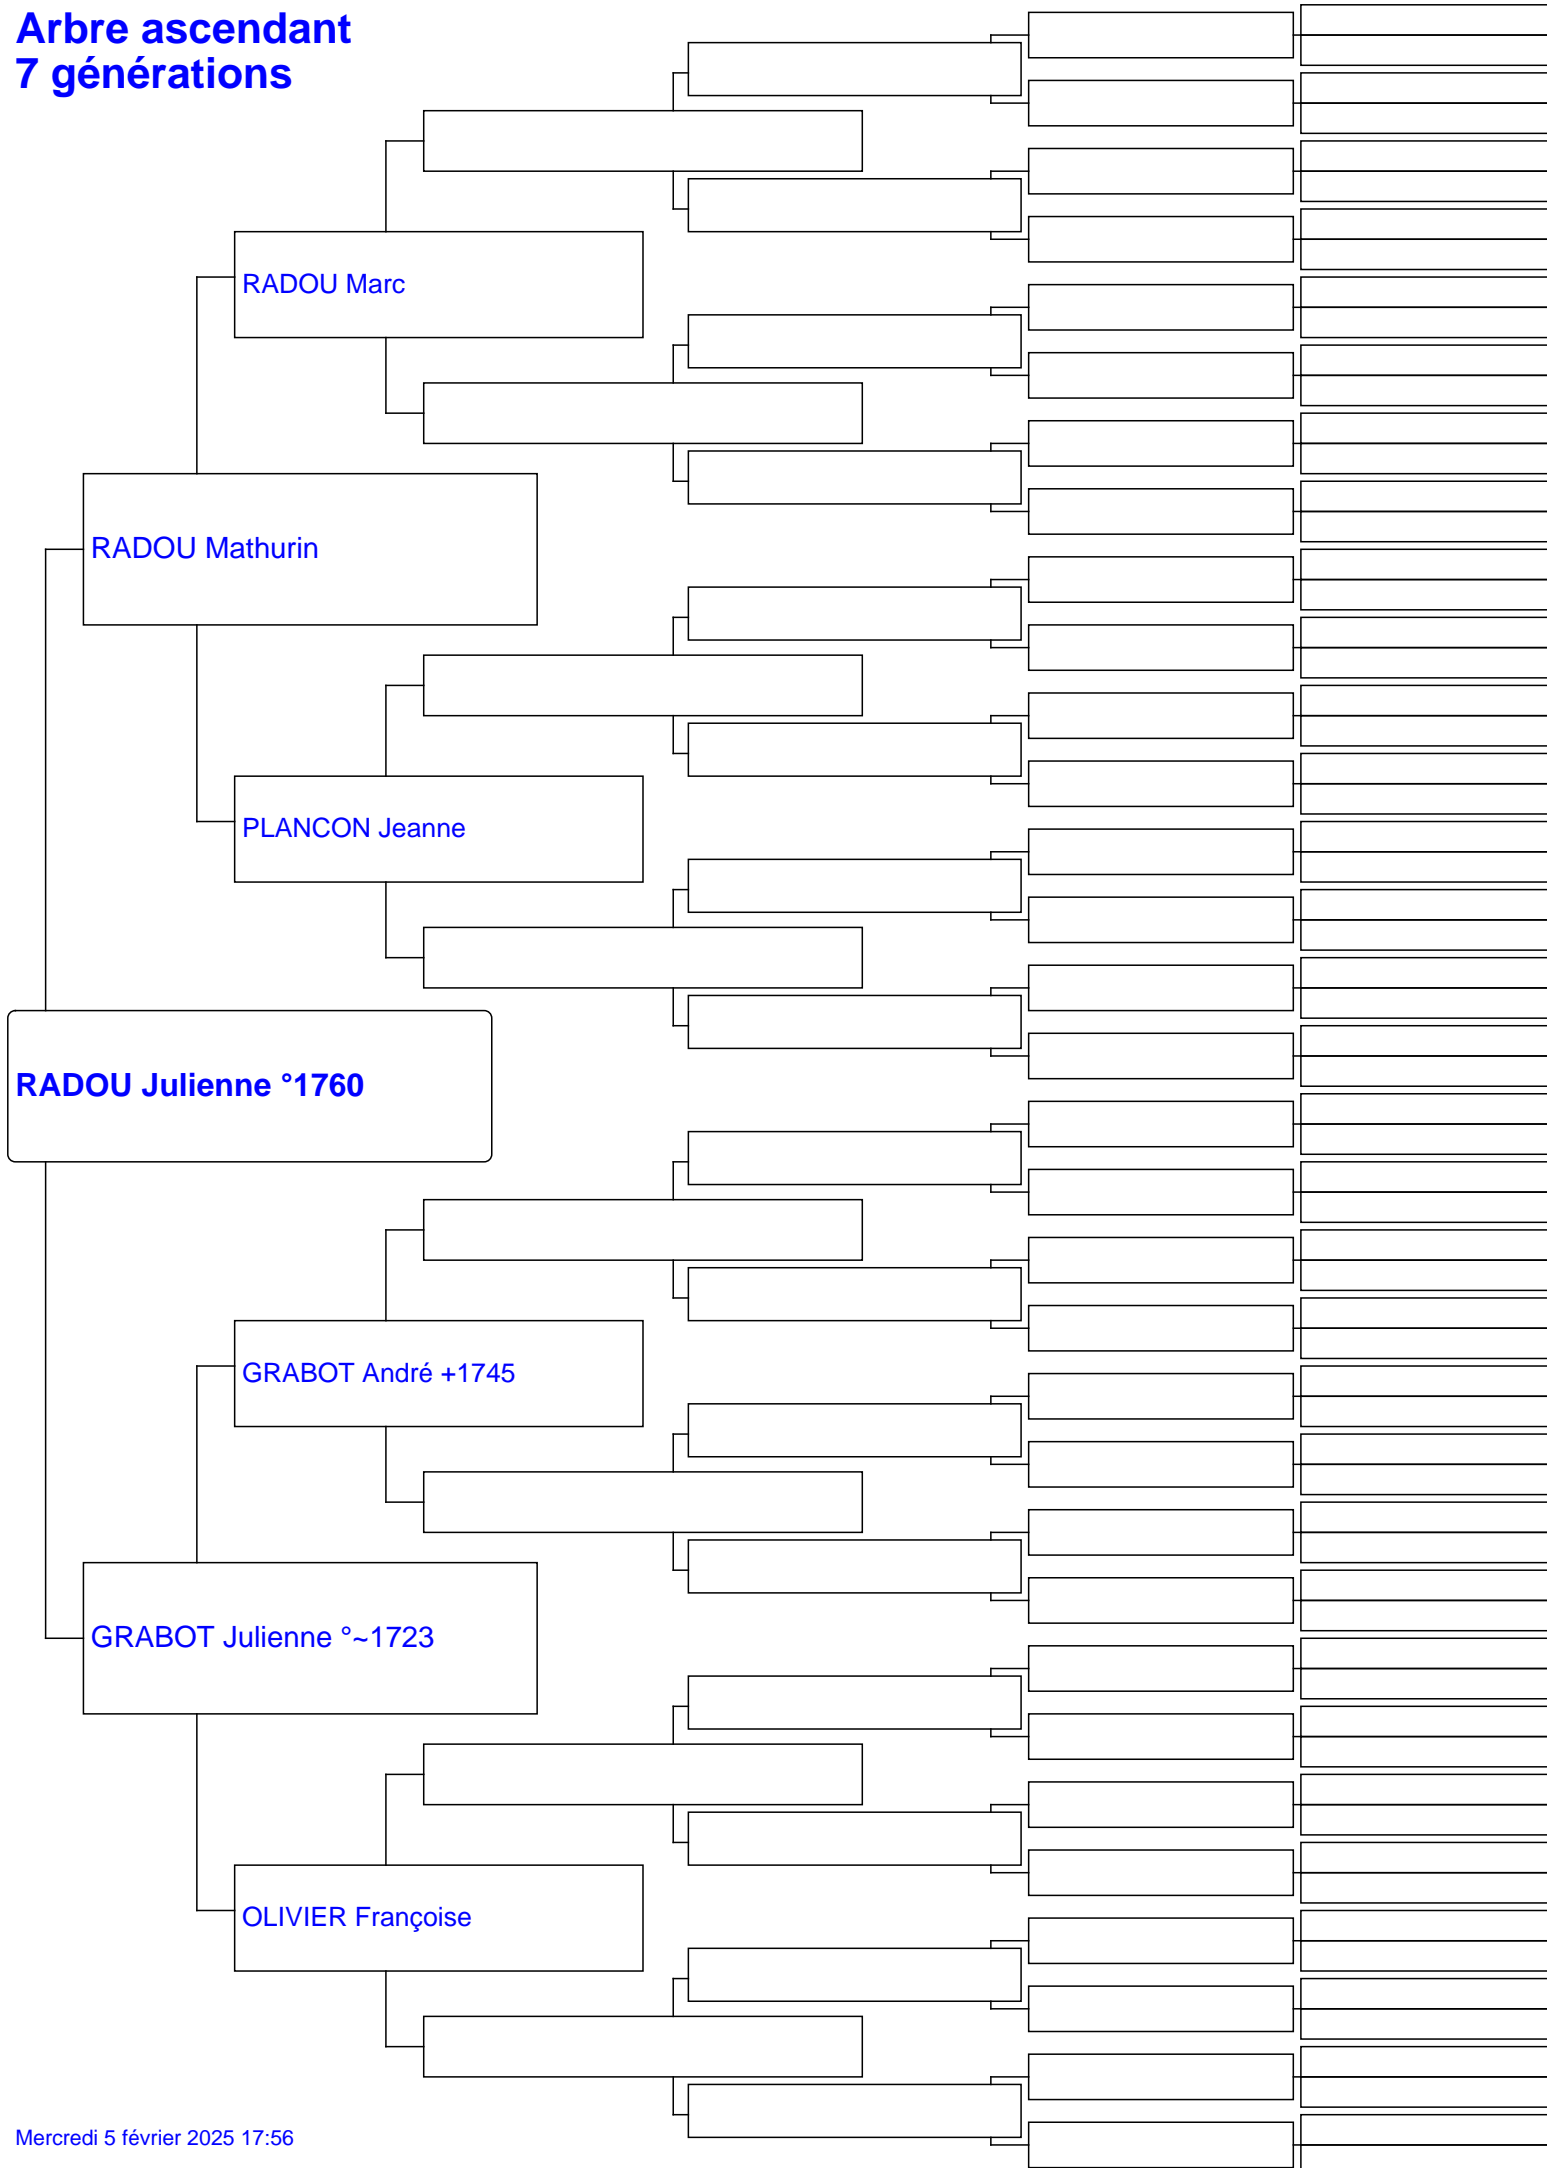 Arbre ascendant
7 générations
RADOU Marc
RADOU Mathurin
PLANCON Jeanne
RADOU Julienne °1760
GRABOT André +1745
GRABOT Julienne °~1723
OLIVIER Françoise
Mercredi 5 février 2025 17:56